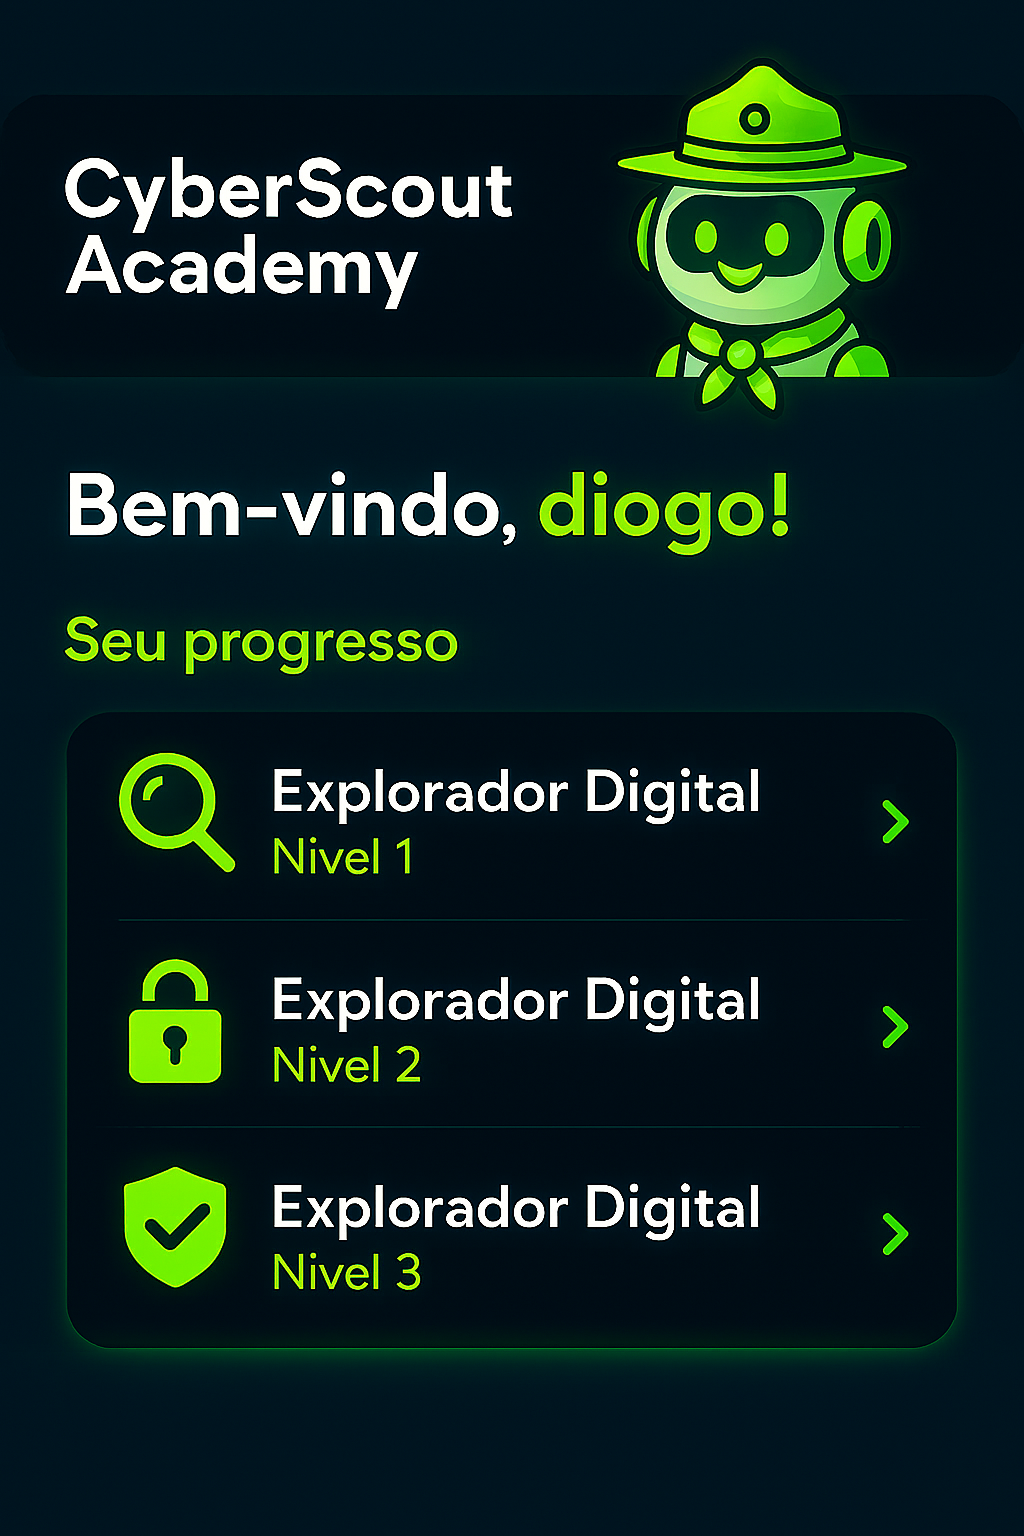 CyberScout
Academy
Bem-vindo, diogo!
Seu progresso
Explorador Digital
Nivel 1
Explorador Digital
Nivel 2
Explorador Digital
Nivel 3